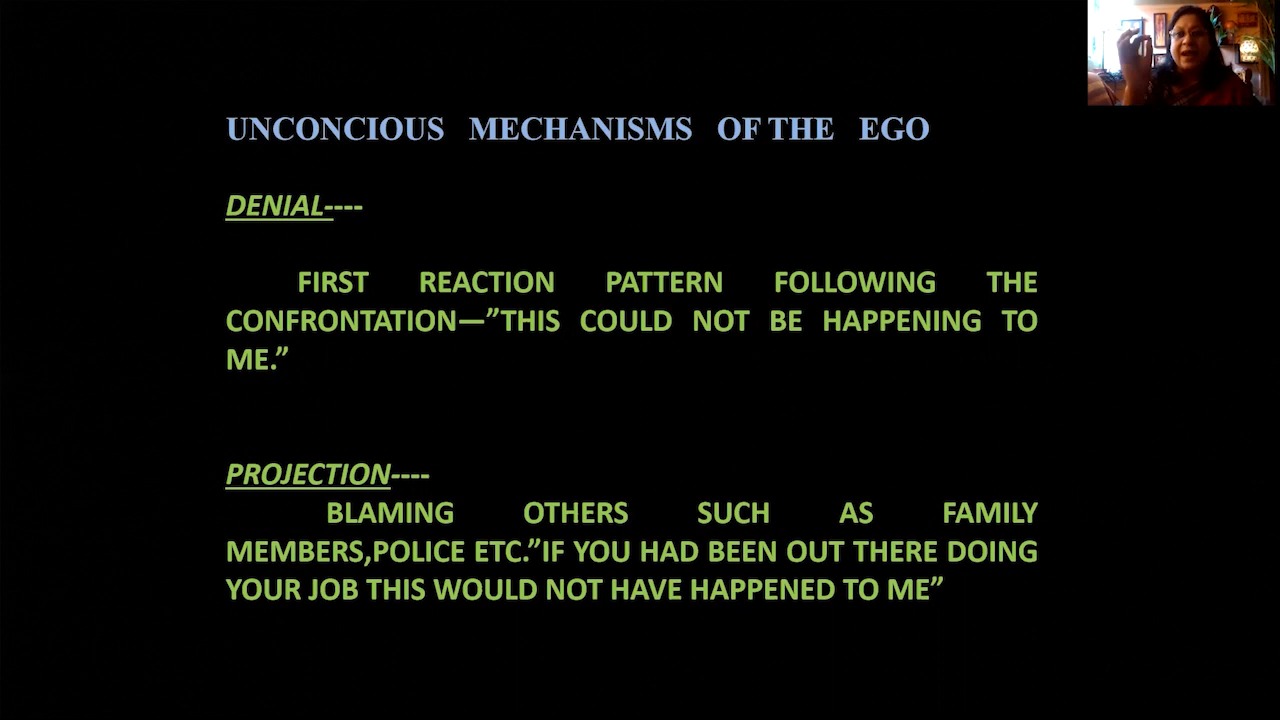 UNCONCIOUS MECHANISMS OF THE EGO
DENIAL----
FIRST REACTION PATTERN FOLLOWING THE
CONFRONTATION—”THIS COULD NOT BE HAPPENING TO
ME.”
PROJECTION----
BLAMING OTHERS SUCH AS FAMILY
MEMBERS,POLICE ETC.”IF YOU HAD BEEN OUT THERE DOING
YOUR JOB THIS WOULD NOT HAVE HAPPENED TO ME”